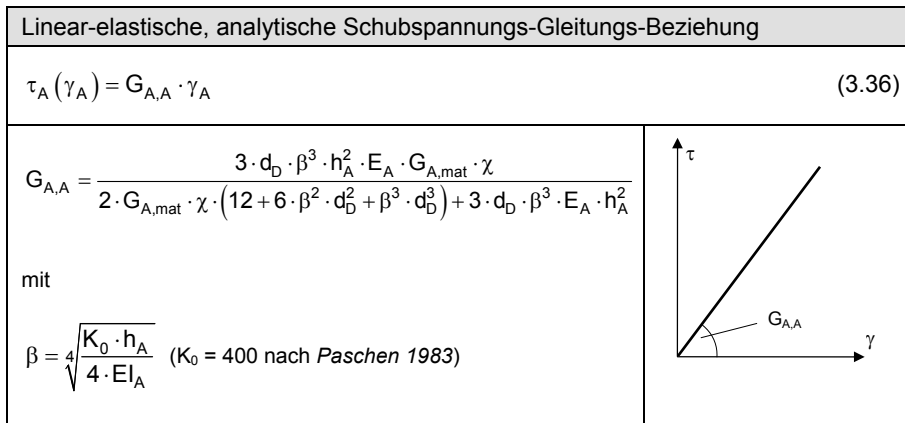 Linear-elastische, analytische Schubspannungs-Gleitungs-Beziehung
τ_A (γ_A) = G_A,A · γ_A (3.36)
G_A,A = (3 · d_D · β³ · h_A² · E_A · G_A,mat · χ) / (2 · G_A,mat · χ · (12 + 6 · β² · d_D² + β³ · d_D³) + 3 · d_D · β³ · E_A · h_A²)
mit
β = ⁴√((K₀ · h_A) / (4 · EI_A)) (K₀ = 400 nach Paschen 1983)
τ
G_A,A
γ